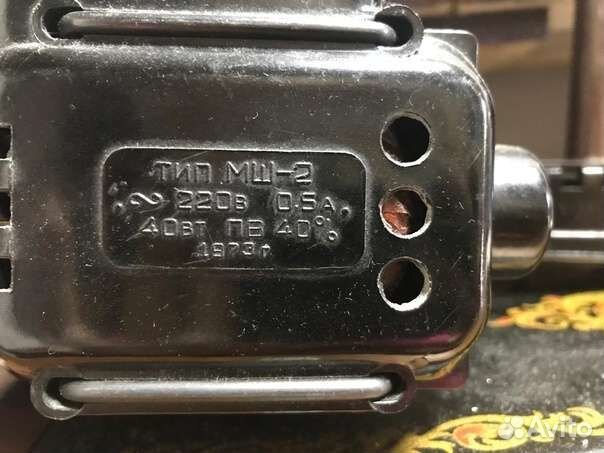 ТИП МШ-2
~ 220В 0.5А
40ВТ ПВ 40%
1973г
Avito